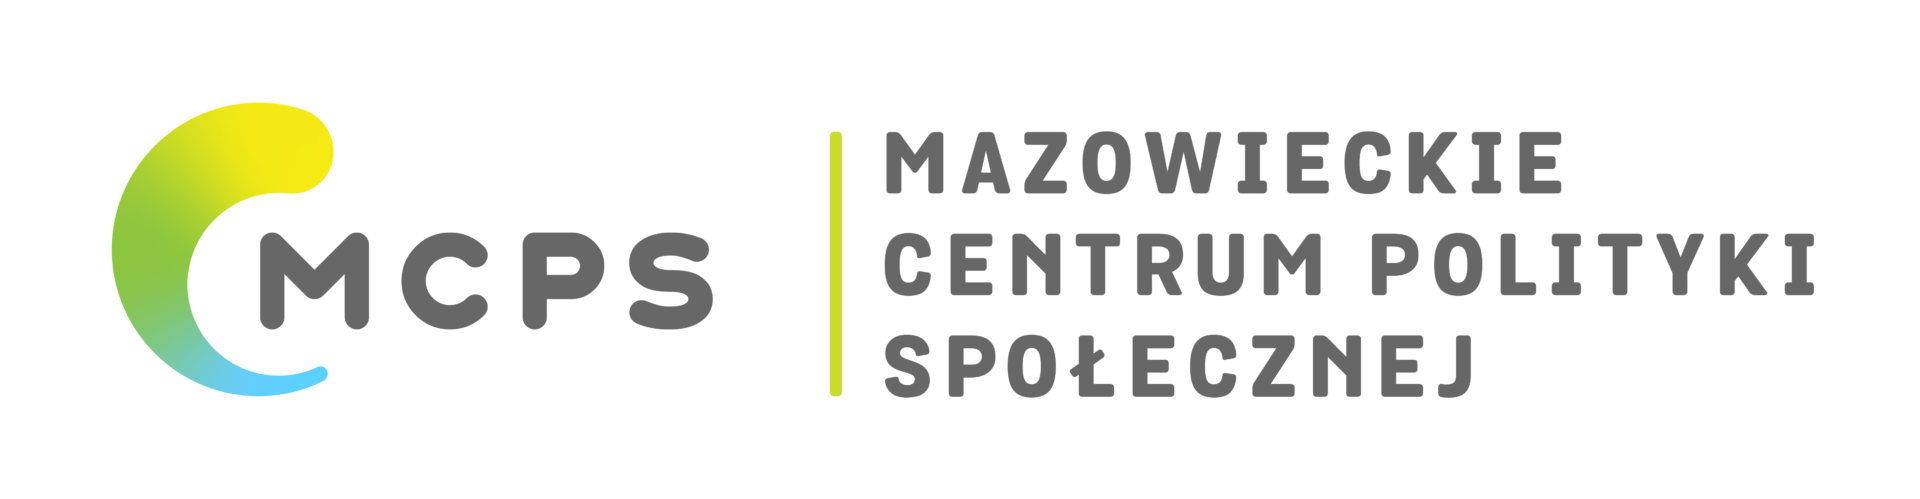 MCPS
MAZOWIECKIE
CENTRUM POLITYKI
SPOŁECZNEJ